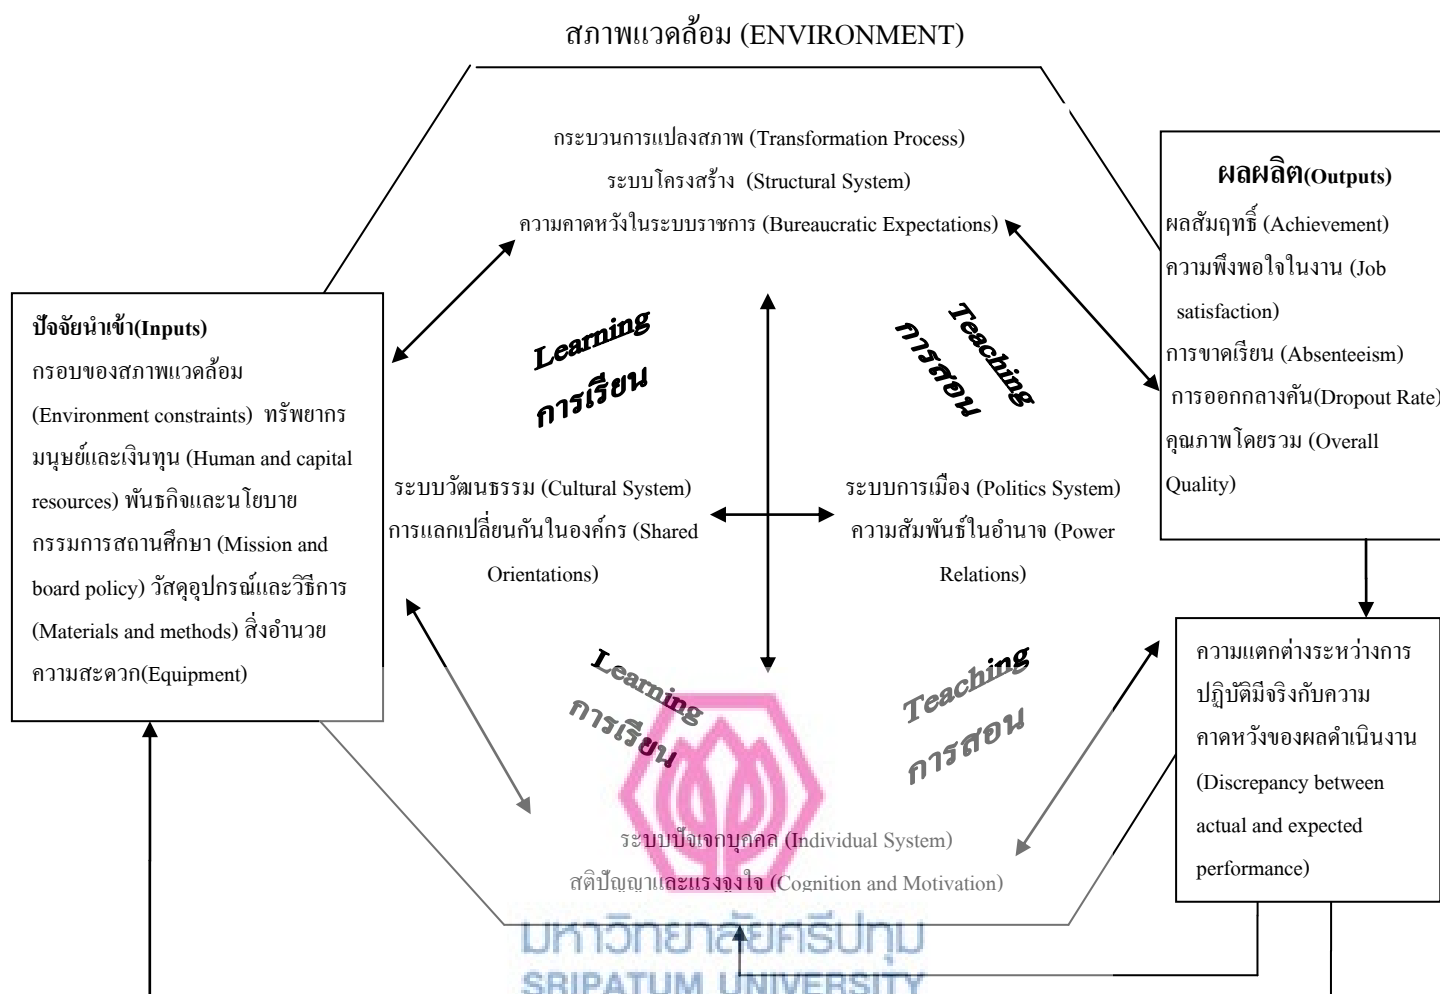 สภาพแวดล้อม (ENVIRONMENT)
กระบวนการแปลงสภาพ (Transformation Process)
ระบบโครงสร้าง (Structural System)
ความคาดหวังในระบบราชการ (Bureaucratic Expectations)
ปัจจัยนำเข้า(Inputs)
กรอบของสภาพแวดล้อม
(Environment constraints) ทรัพยากร
มนุษย์และเงินทุน (Human and capital
resources) พันธกิจและนโยบาย
กรรมการสถานศึกษา (Mission and
board policy) วัสดุอุปกรณ์และวิธีการ
(Materials and methods) สิ่งอำนวย
ความสะดวก(Equipment)
Learning
การเรียน
Teaching
การสอน
ระบบวัฒนธรรม (Cultural System)
การแลกเปลี่ยนกันในองค์กร (Shared
Orientations)
ระบบการเมือง (Politics System)
ความสัมพันธ์ในอำนาจ (Power
Relations)
Learning
การเรียน
Teaching
การสอน
ระบบปัจเจกบุคคล (Individual System)
สติปัญญาและแรงจูงใจ (Cognition and Motivation)
ผลผลิต(Outputs)
ผลสัมฤทธิ์ (Achievement)
ความพึงพอใจในงาน (Job
satisfaction)
การขาดเรียน (Absenteeism)
การออกกลางคัน(Dropout Rate)
คุณภาพโดยรวม (Overall
Quality)
ความแตกต่างระหว่างการ
ปฏิบัติมีจริงกับความ
คาดหวังของผลดำเนินงาน
(Discrepancy between
actual and expected
performance)
มหาวิทยาลัยศรีปทุม
SRIPATUM UNIVERSITY